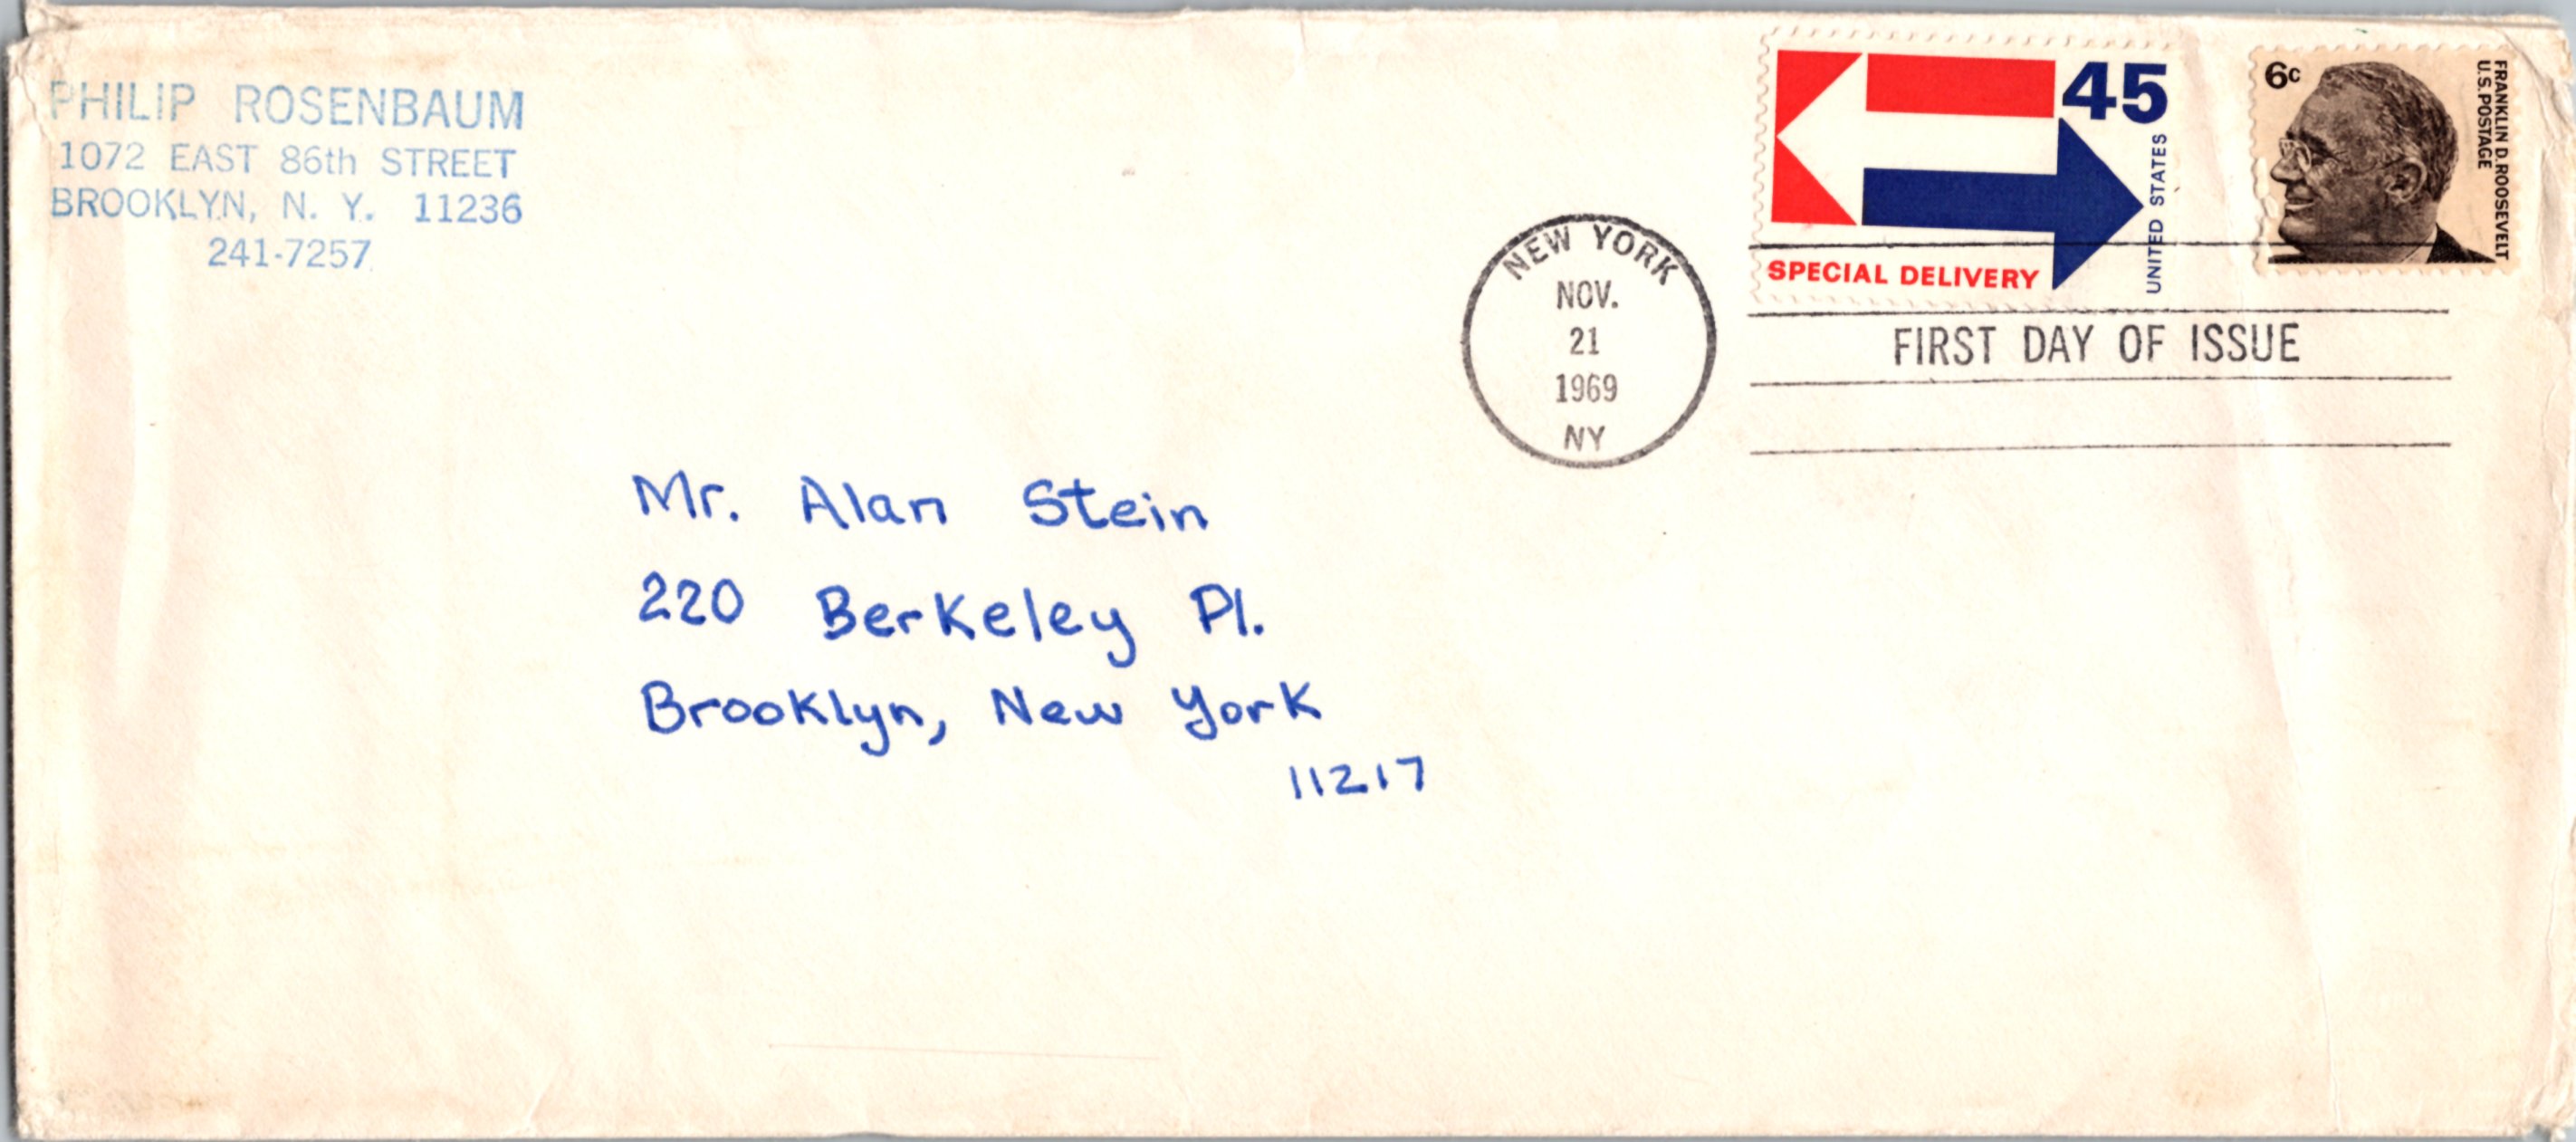 PHILIP ROSENBAUM
1072 EAST 86th STREET
BROOKLYN, N. Y. 11236
241-7257
45
UNITED STATES
SPECIAL DELIVERY
6c
FRANKLIN D. ROOSEVELT
U.S. POSTAGE
NEW YORK
NOV.
21
1969
NY
FIRST DAY OF ISSUE
Mr. Alan Stein
220 Berkeley Pl.
Brooklyn, New York
11217